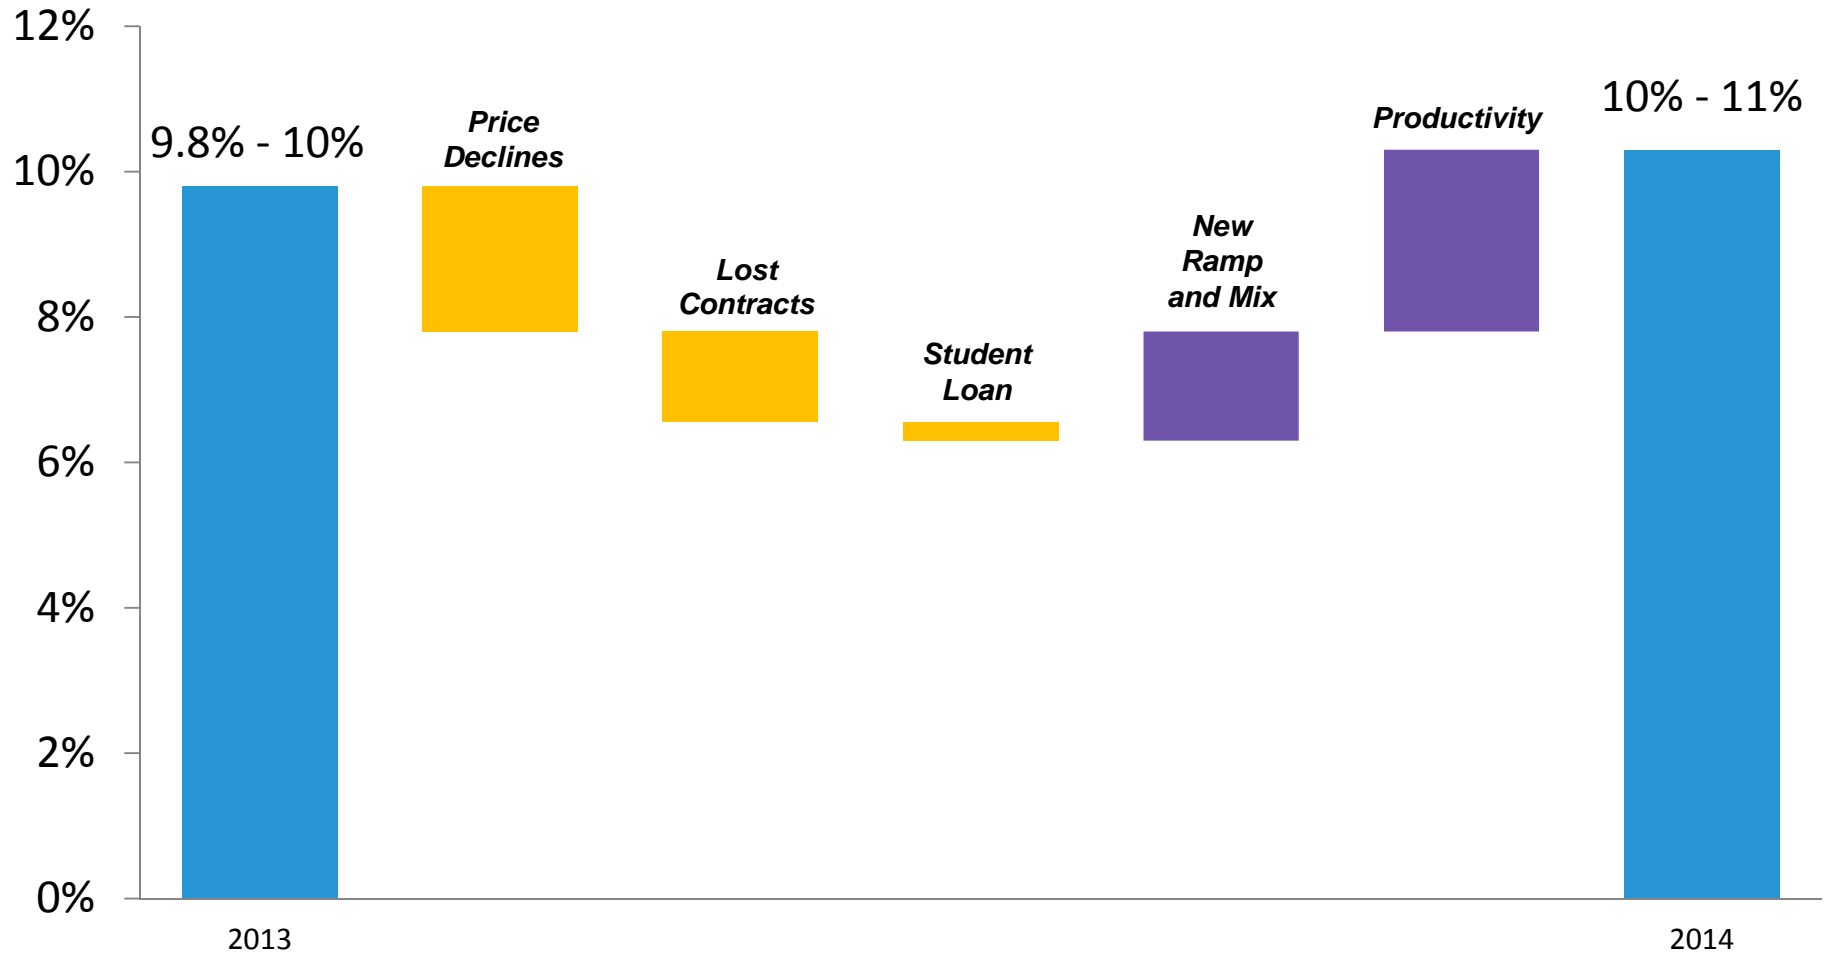 12%
10%
8%
6%
4%
2%
0%
9.8% - 10%
Price
Declines
Lost
Contracts
Student
Loan
New
Ramp
and Mix
Productivity
10% - 11%
2013
2014